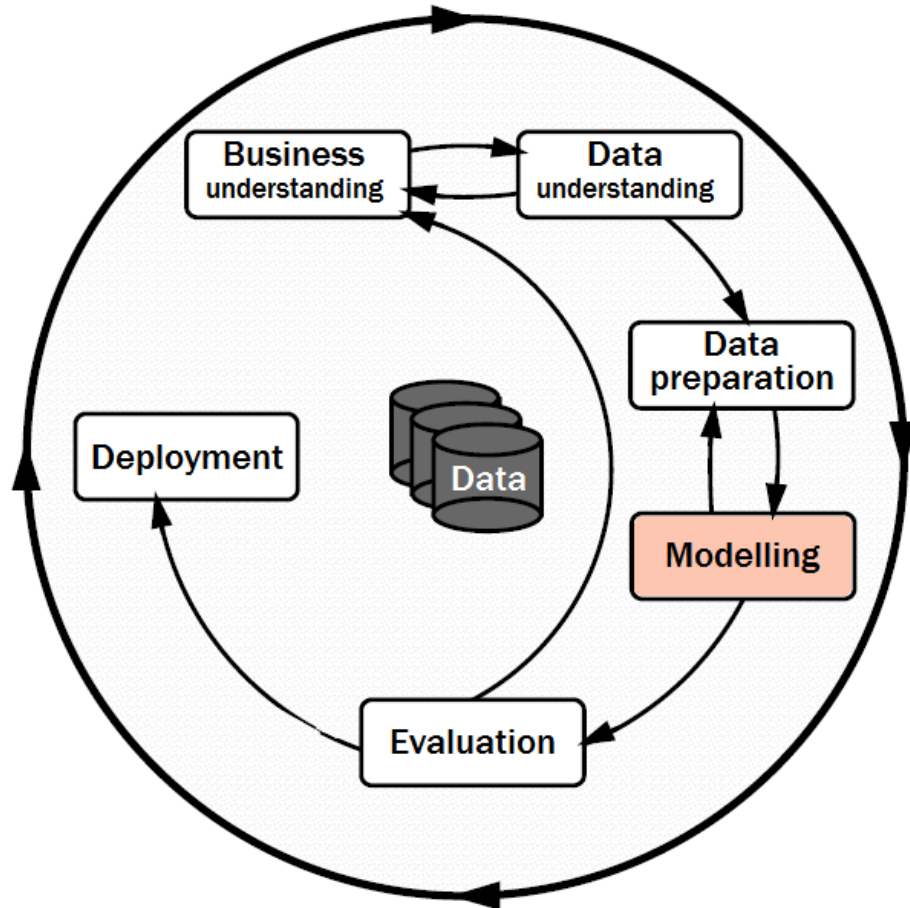 Business
understanding
Data
understanding
Data
preparation
Deployment
Data
Modelling
Evaluation